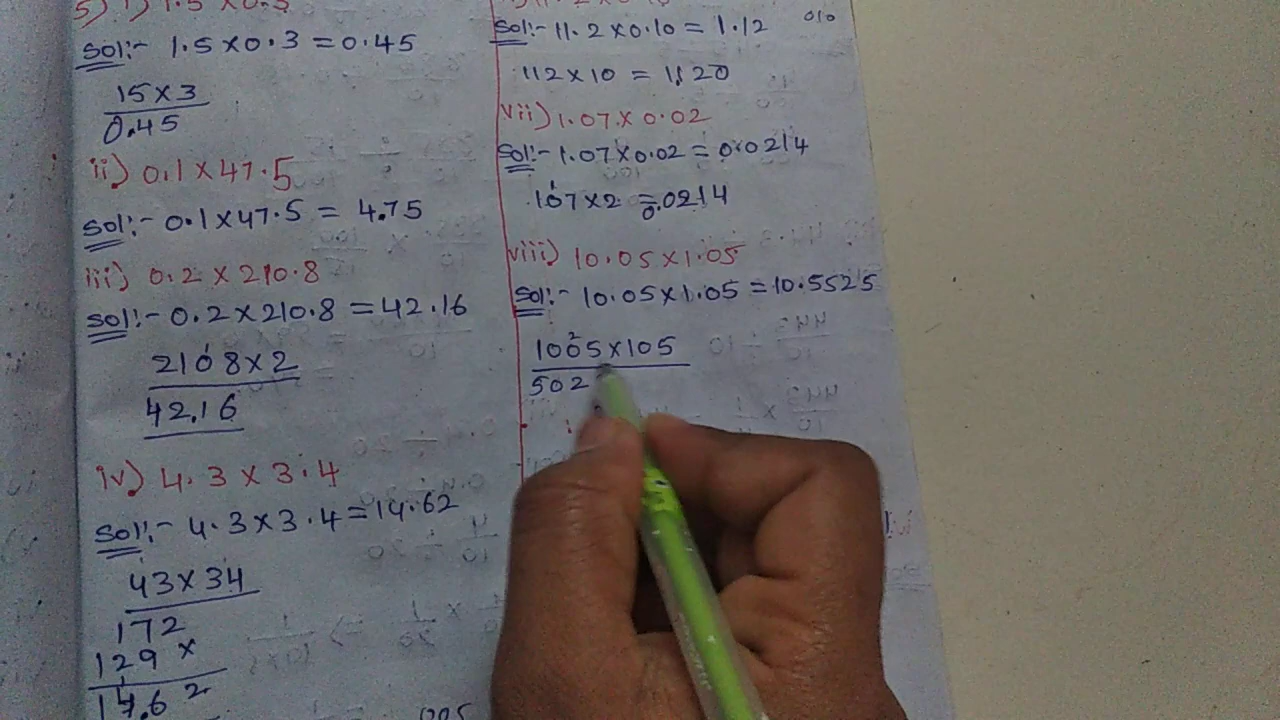 5) i) 1.5 × 0.3
Sol:- 1.5 × 0.3 = 0.45
15 × 3
0.45
ii) 0.1 × 47.5
Sol:- 0.1 × 47.5 = 4.75
iii) 0.2 × 210.8
Sol:- 0.2 × 210.8 = 42.16
2108 × 2
42.16
iv) 4.3 × 3.4
Sol:- 4.3 × 3.4 = 14.62
43 × 34
172
129 ×
14.62
Sol:- 11.2 × 0.10 = 1.12
112 × 10 = 1120
vii) 1.07 × 0.02
Sol:- 1.07 × 0.02 = 0.0214
107 × 2 = 0.0214
viii) 10.05 × 1.05
Sol:- 10.05 × 1.05 = 10.5525
1005 × 105
502